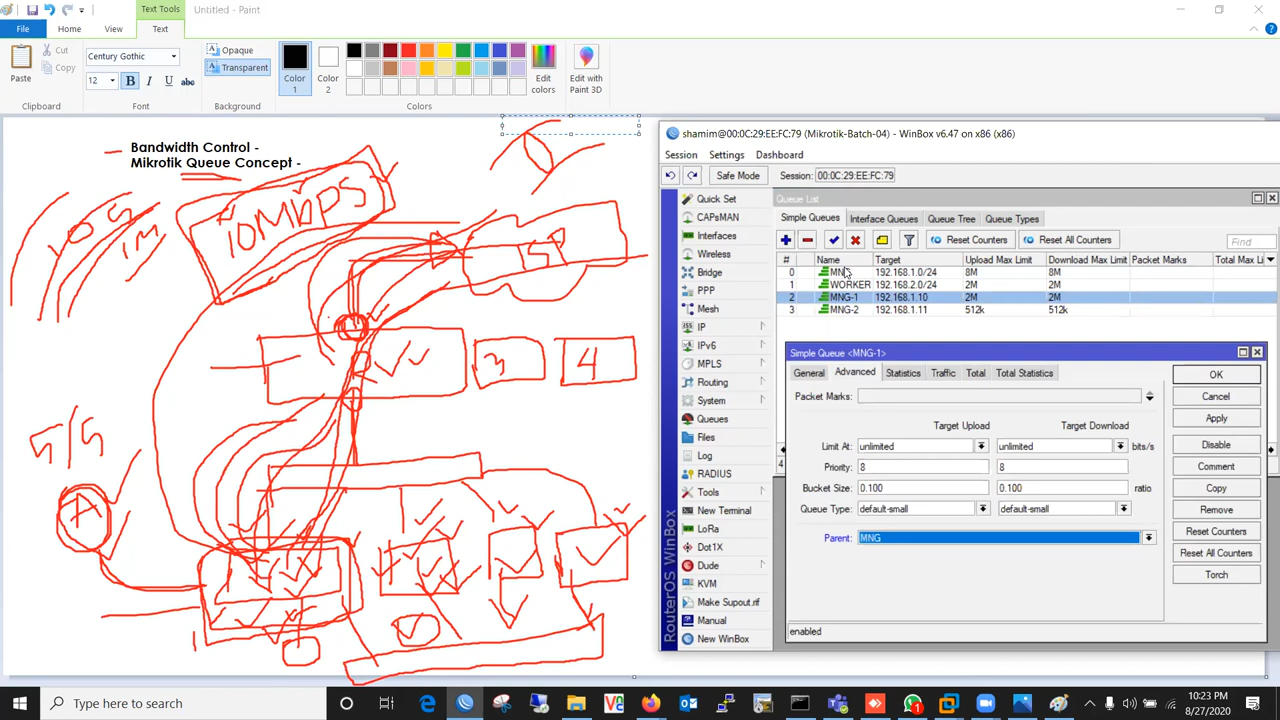 Text Tools
Untitled - Paint
File
Home
View
Text
Cut
Copy
Paste
Clipboard
Century Gothic
12
B
I
U
abc
Font
Opaque
Transparent
Background
Color
1
Color
2
Edit
colors
Colors
Edit with
Paint 3D
Bandwidth Control -
Mikrotik Queue Concept -
10MbPS
3
4
5/5
A
shamim@00:0C:29:EE:FC:79 (Mikrotik-Batch-04) - WinBox v6.47 on x86 (x86)
Session
Settings
Dashboard
Safe Mode
Session:
00:0C:29:EE:FC:79
Quick Set
CAPsMAN
Interfaces
Wireless
Bridge
PPP
Mesh
IP
IPv6
MPLS
Routing
System
Queues
Files
Log
RADIUS
Tools
New Terminal
LoRa
Dot1X
Dude
KVM
Make Supout.rif
Manual
New WinBox
RouterOS WinBox
Queue List
Simple Queues
Interface Queues
Queue Tree
Queue Types
Reset Counters
Reset All Counters
Find
# Name Target Upload Max Limit Download Max Limit Packet Marks Total Max Li
0 MNG 192.168.1.0/24 8M 8M
1 WORKER 192.168.2.0/24 2M 2M
2 MNG-1 192.168.1.10 2M 2M
3 MNG-2 192.168.1.11 512k 512k
4
Simple Queue <MNG-1>
General
Advanced
Statistics
Traffic
Total
Total Statistics
Packet Marks:
Target Upload
Target Download
Limit At: unlimited unlimited bits/s
Priority: 8 8
Bucket Size: 0.100 0.100 ratio
Queue Type: default-small default-small
Parent: MNG
enabled
OK
Cancel
Apply
Disable
Comment
Copy
Remove
Reset Counters
Reset All Counters
Torch
Type here to search
10:23 PM
8/27/2020